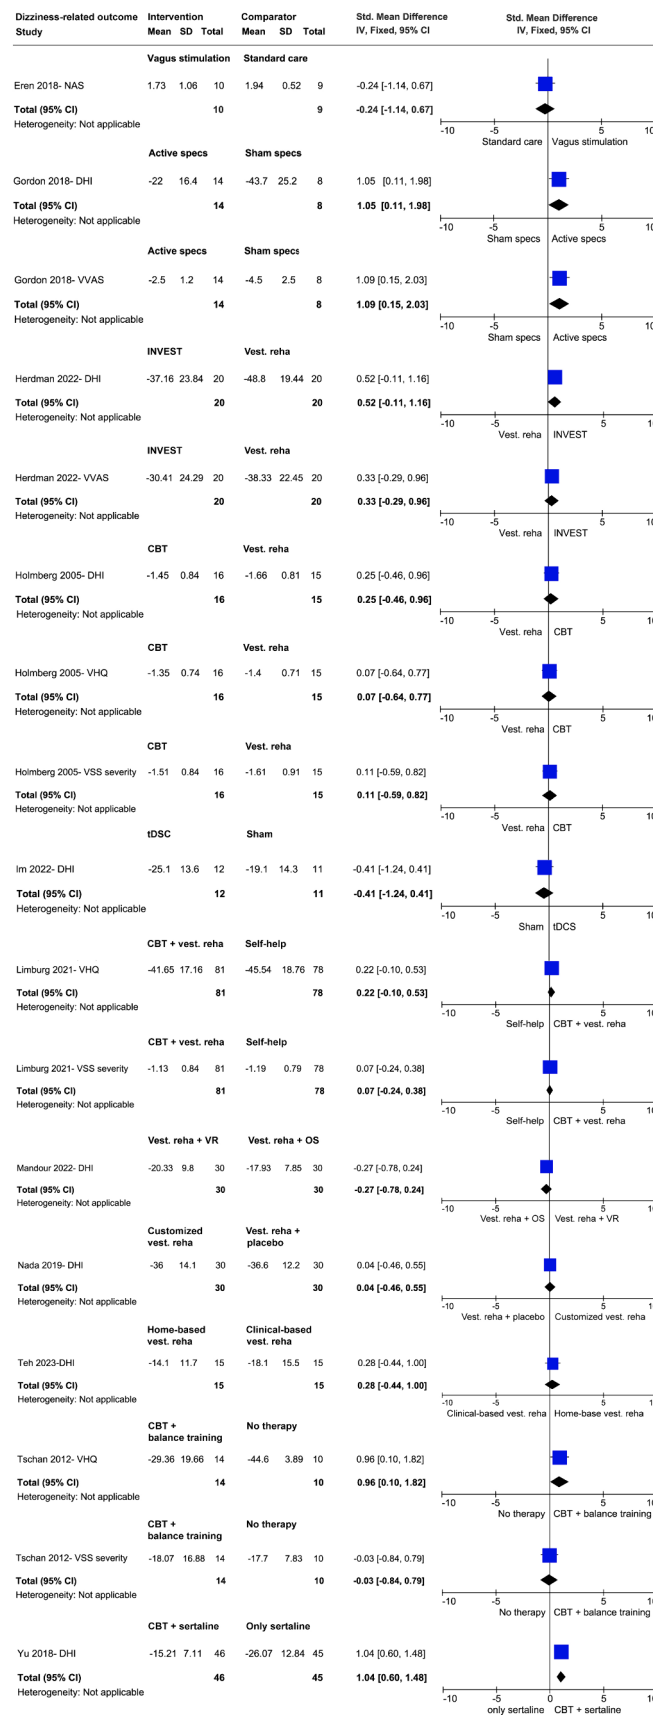 Dizziness-related outcome Intervention Comparator Std. Mean Difference Std. Mean Difference
Study Mean SD Total Mean SD Total IV, Fixed, 95% CI IV, Fixed, 95% CI
Vagus stimulation Standard care
Eren 2018- NAS 1.73 1.06 10 1.94 0.52 9 -0.24 [-1.14, 0.67]
Total (95% CI) 10 9 -0.24 [-1.14, 0.67]
Heterogeneity: Not applicable
-10 5 10
Standard care Vagus stimulation
Active specs Sham specs
Gordon 2018- DHI -22 16.4 14 -43.7 25.2 8 1.05 [0.11, 1.98]
Total (95% CI) 14 8 1.05 [0.11, 1.98]
Heterogeneity: Not applicable
-10 -5 5 10
Sham specs Active specs
Active specs Sham specs
Gordon 2018- VVAS -2.5 1.2 14 -4.5 2.5 8 1.09 [0.15, 2.03]
Total (95% CI) 14 8 1.09 [0.15, 2.03]
Heterogeneity: Not applicable
-10 -5 5 10
Sham specs Active specs
INVEST Vest. reha
Herdman 2022- DHI -37.16 23.84 20 -48.8 19.44 20 0.52 [-0.11, 1.16]
Total (95% CI) 20 20 0.52 [-0.11, 1.16]
Heterogeneity: Not applicable
-10 -5 5 1
Vest. reha INVEST
INVEST Vest. reha
Herdman 2022- VVAS -30.41 24.29 20 -38.33 22.45 20 0.33 [-0.29, 0.96]
Total (95% CI) 20 20 0.33 [-0.29, 0.96]
Heterogeneity: Not applicable
-10 -5 5 10
Vest. reha INVEST
CBT Vest. reha
Holmberg 2005- DHI -1.45 0.84 16 -1.66 0.81 15 0.25 [-0.46, 0.96]
Total (95% CI) 16 15 0.25 [-0.46, 0.96]
Heterogeneity: Not applicable
-10 -5 5 10
Vest. reha CBT
CBT Vest. reha
Holmberg 2005- VHQ -1.35 0.74 16 -1.4 0.71 15 0.07 [-0.64, 0.77]
Total (95% CI) 16 15 0.07 [-0.64, 0.77]
Heterogeneity: Not applicable
-10 -5 5 10
Vest. reha CBT
CBT Vest. reha
Holmberg 2005- VSS severity -1.51 0.84 16 -1.61 0.91 15 0.11 [-0.59, 0.82]
Total (95% CI) 16 15 0.11 [-0.59, 0.82]
Heterogeneity: Not applicable
-10 -5 5 10
Vest. reha CBT
tDSC Sham
Im 2022- DHI -25.1 13.6 12 -19.1 14.3 11 -0.41 [-1.24, 0.41]
Total (95% CI) 12 11 -0.41 [-1.24, 0.41]
Heterogeneity: Not applicable
-10 -5 5 10
Sham tDCS
CBT + vest. reha Self-help
Limburg 2021- VHQ -41.65 17.16 81 -45.54 18.76 78 0.22 [-0.10, 0.53]
Total (95% CI) 81 78 0.22 [-0.10, 0.53]
Heterogeneity: Not applicable
-10 -5 5 10
Self-help CBT + vest. reha
CBT + vest. reha Self-help
Limburg 2021- VSS severity -1.13 0.84 81 -1.19 0.79 78 0.07 [-0.24, 0.38]
Total (95% CI) 81 78 0.07 [-0.24, 0.38]
Heterogeneity: Not applicable
-10 -5 5 10
Self-help CBT + vest. reha
Vest. reha + VR Vest. reha + OS
Mandour 2022- DHI -20.33 9.8 30 -17.93 7.85 30 -0.27 [-0.78, 0.24]
Total (95% CI) 30 30 -0.27 [-0.78, 0.24]
Heterogeneity: Not applicable
-10 -5 5 10
Vest. reha + OS Vest. reha + VR
Customized Vest. reha +
vest. reha placebo
Nada 2019- DHI -36 14.1 30 -36.6 12.2 30 0.04 [-0.46, 0.55]
Total (95% CI) 30 30 0.04 [-0.46, 0.55]
Heterogeneity: Not applicable
-10 -5 5 1
Vest. reha + placebo Customized vest. reha
Home-based Clinical-based
vest. reha vest. reha
Teh 2023-DHI -14.1 11.7 15 -18.1 15.5 15 0.28 [-0.44, 1.00]
Total (95% CI) 15 15 0.28 [-0.44, 1.00]
Heterogeneity: Not applicable
-10 -5 5 10
Clinical-based vest. reha Home-base vest. reha
CBT + No therapy
balance training
Tschan 2012- VHQ -29.36 19.66 14 -44.6 3.89 10 0.96 [0.10, 1.82]
Total (95% CI) 14 10 0.96 [0.10, 1.82]
Heterogeneity: Not applicable
-10 -5 5 10
No therapy CBT + balance training
CBT + No therapy
balance training
Tschan 2012- VSS severity -18.07 16.88 14 -17.7 7.83 10 -0.03 [-0.84, 0.79]
Total (95% CI) 14 10 -0.03 [-0.84, 0.79]
Heterogeneity: Not applicable
-10 -5 5 10
No therapy CBT + balance training
CBT + sertaline Only sertaline
Yu 2018- DHI -15.21 7.11 46 -26.07 12.84 45 1.04 [0.60, 1.48]
Total (95% CI) 46 45 1.04 [0.60, 1.48]
Heterogeneity: Not applicable
-10 -5 0 5 10
only sertaline CBT + sertaline